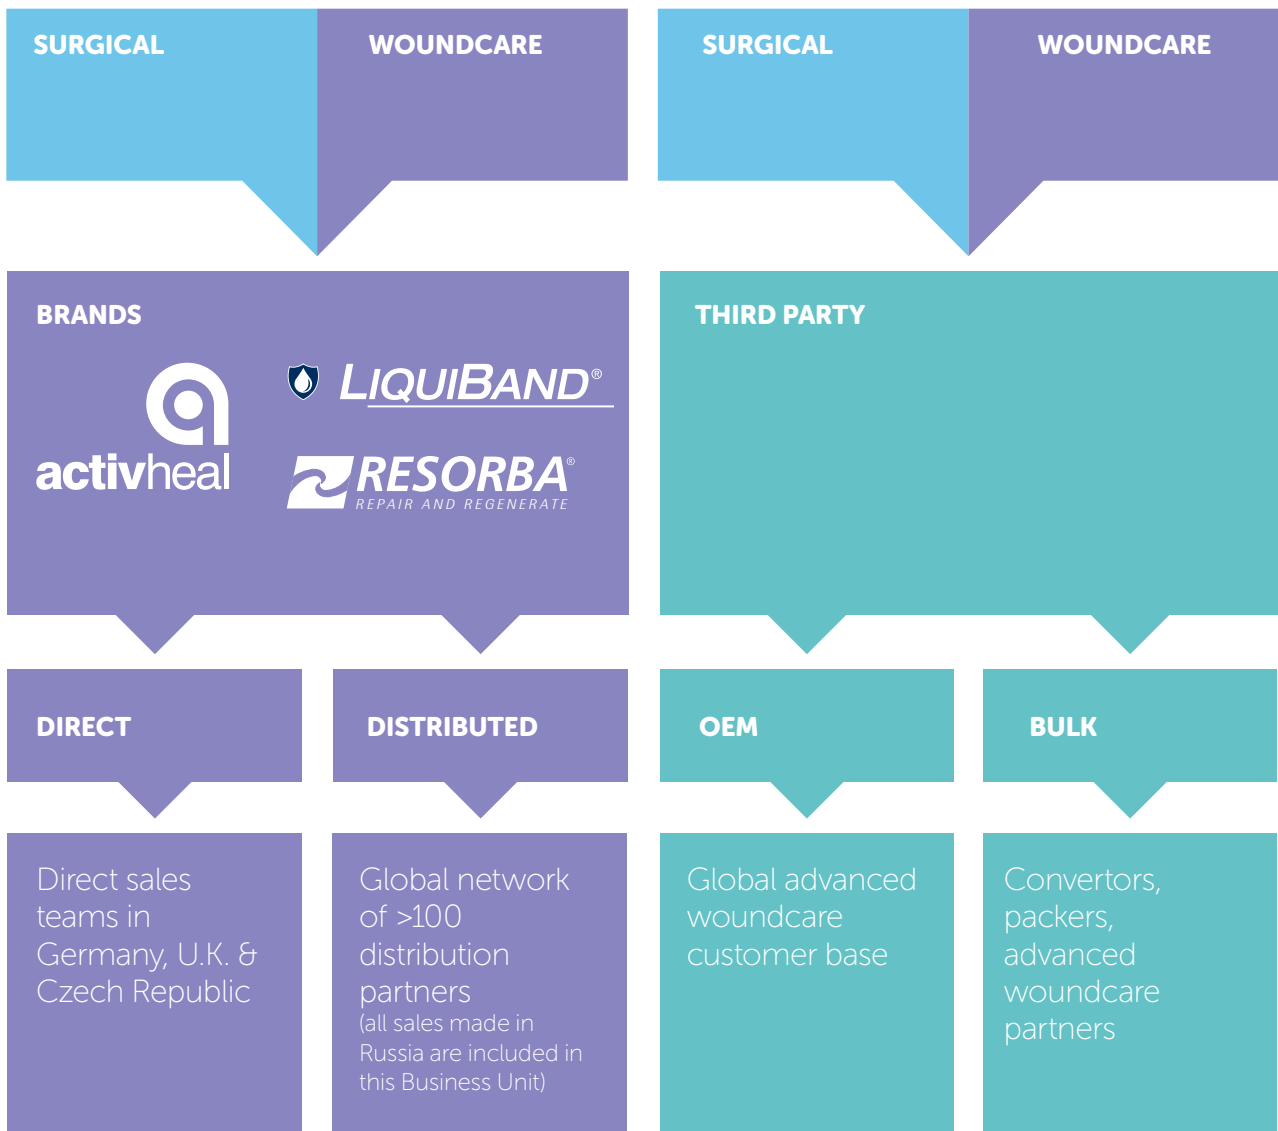 SURGICAL
WOUNDCARE
SURGICAL
WOUNDCARE
BRANDS
activheal
LIQUIBAND®
RESORBA®
REPAIR AND REGENERATE
THIRD PARTY
DIRECT
DISTRIBUTED
OEM
BULK
Direct sales
teams in
Germany, U.K. &
Czech Republic
Global network
of >100
distribution
partners
(all sales made in
Russia are included in
this Business Unit)
Global advanced
woundcare
customer base
Convertors,
packers,
advanced
woundcare
partners